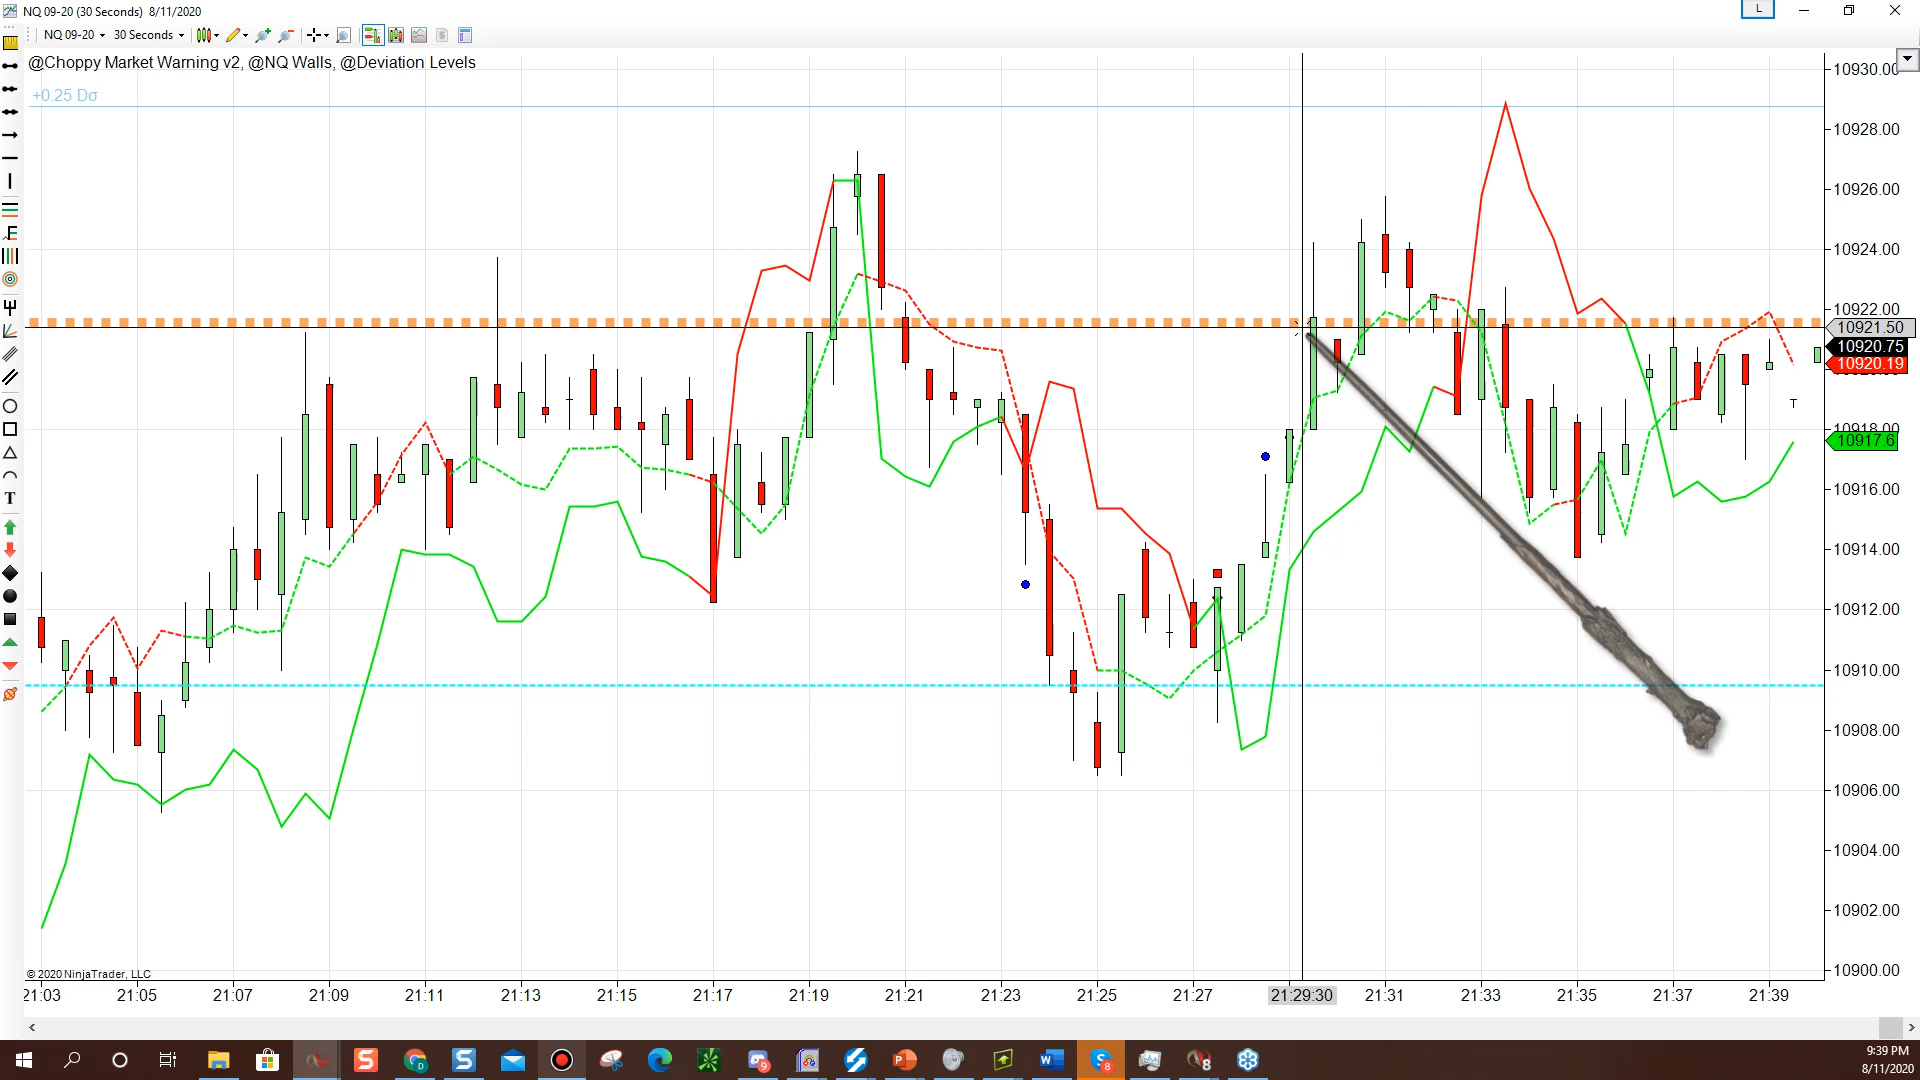 NQ 09-20 (30 Seconds) 8/11/2020
L
NQ 09-20 30 Seconds
@Choppy Market Warning v2, @NQ Walls, @Deviation Levels
+0.25 Dσ
10930.00
10928.00
10926.00
10924.00
10922.00
10921.50
10920.75
10920.19
10918.00
10917.6
10916.00
10914.00
10912.00
10910.00
10908.00
10906.00
10904.00
10902.00
10900.00
© 2020 NinjaTrader, LLC
21:03 21:05 21:07 21:09 21:11 21:13 21:15 21:17 21:19 21:21 21:23 21:25 21:27 21:29:30 21:31 21:33 21:35 21:37 21:39
9:39 PM
8/11/2020